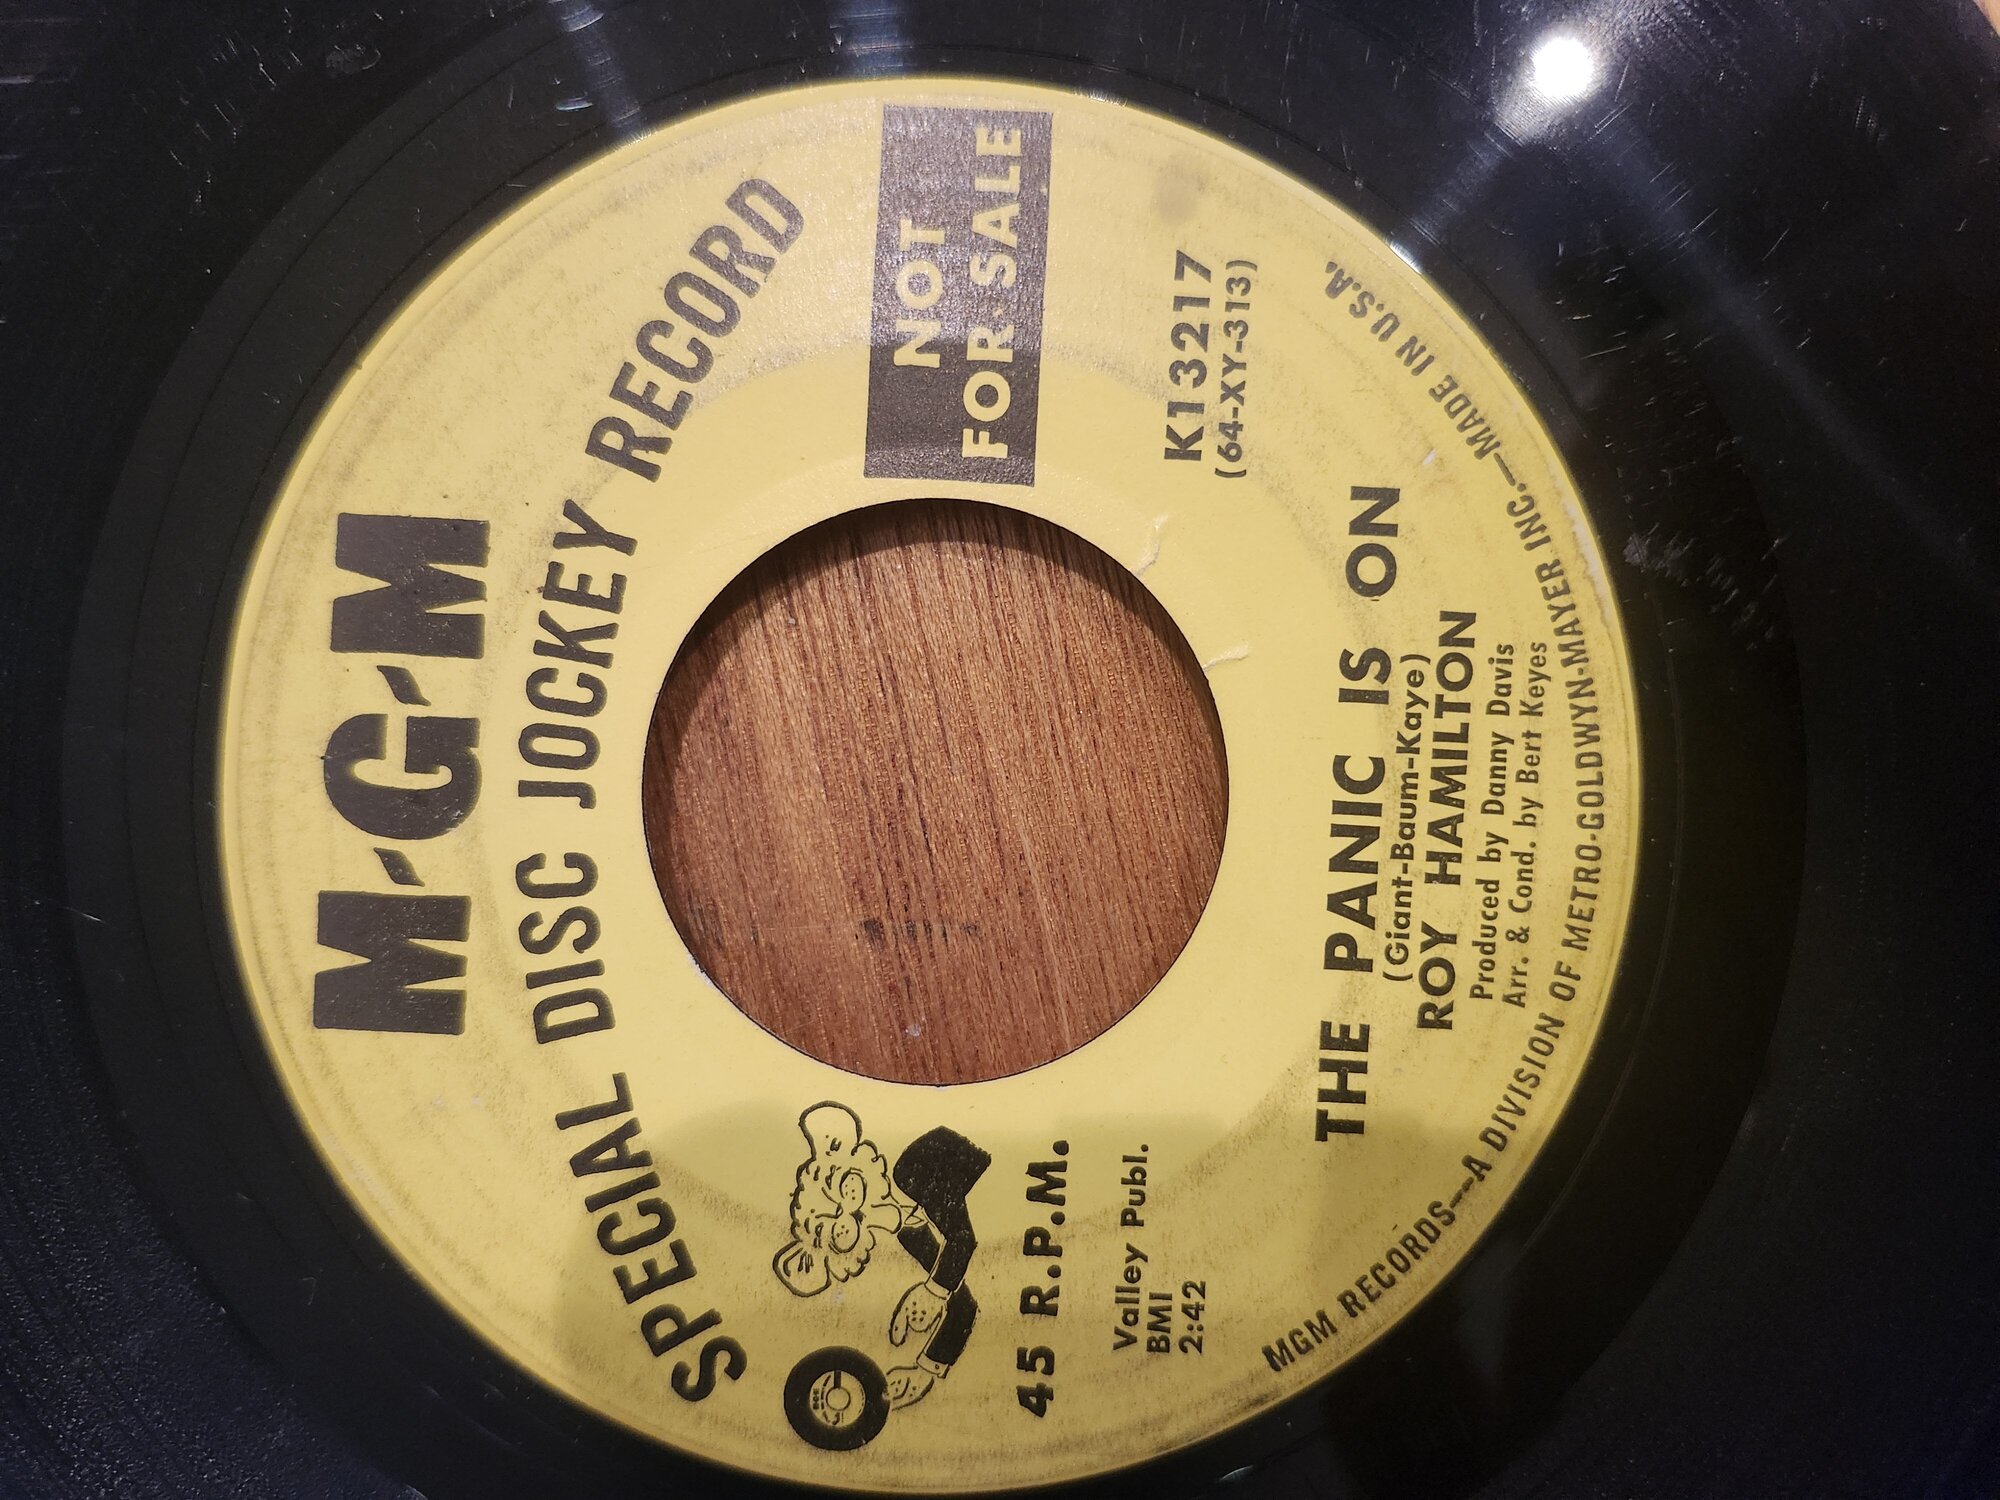 M-G-M
SPECIAL DISC JOCKEY RECORD
NOT
FOR SALE
45 R.P.M.
Valley Publ.
BMI
2:42
K13217
(64-XY-313)
THE PANIC IS ON
(Giant-Baum-Kaye)
ROY HAMILTON
Produced by Danny Davis
Arr. & Cond. by Bert Keyes
MGM RECORDS—A DIVISION OF METRO-GOLDWYN-MAYER INC.—MADE IN U.S.A.